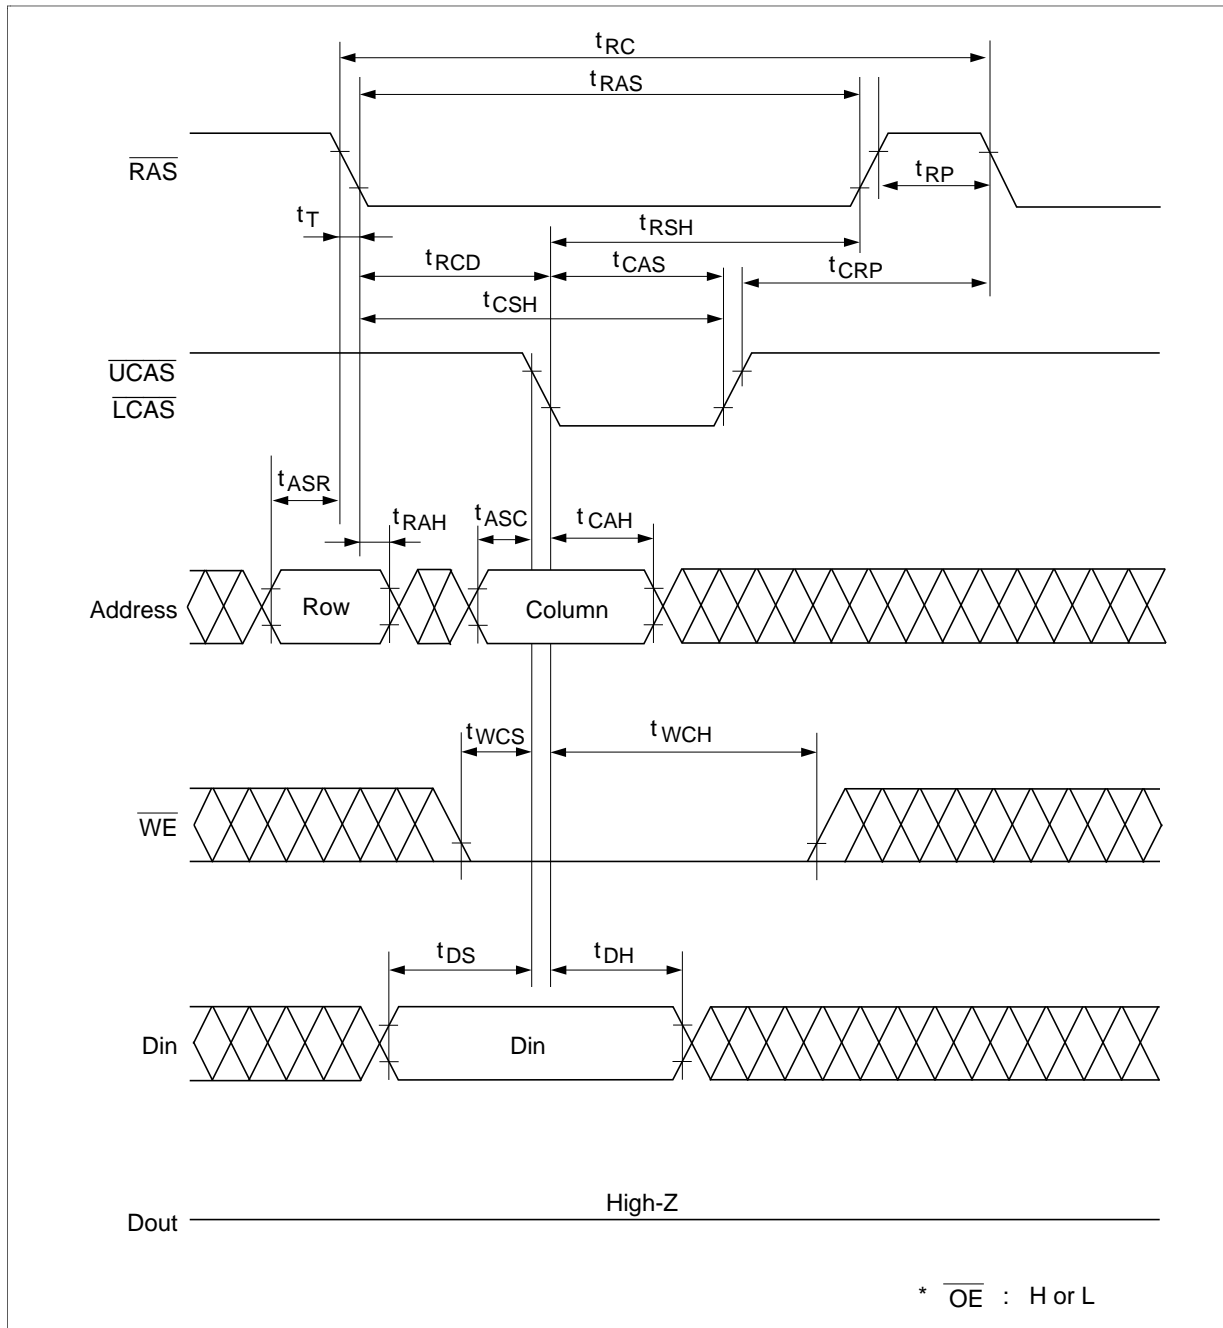 tRC
tRAS
RAS
tRP
tT
tRSH
tRCD
tCAS
tCRP
tCSH
UCAS
LCAS
tASR
tRAH
tASC
tCAH
Address
Row
Column
tWCS
tWCH
WE
tDS
tDH
Din
Din
High-Z
Dout
* OE : H or L